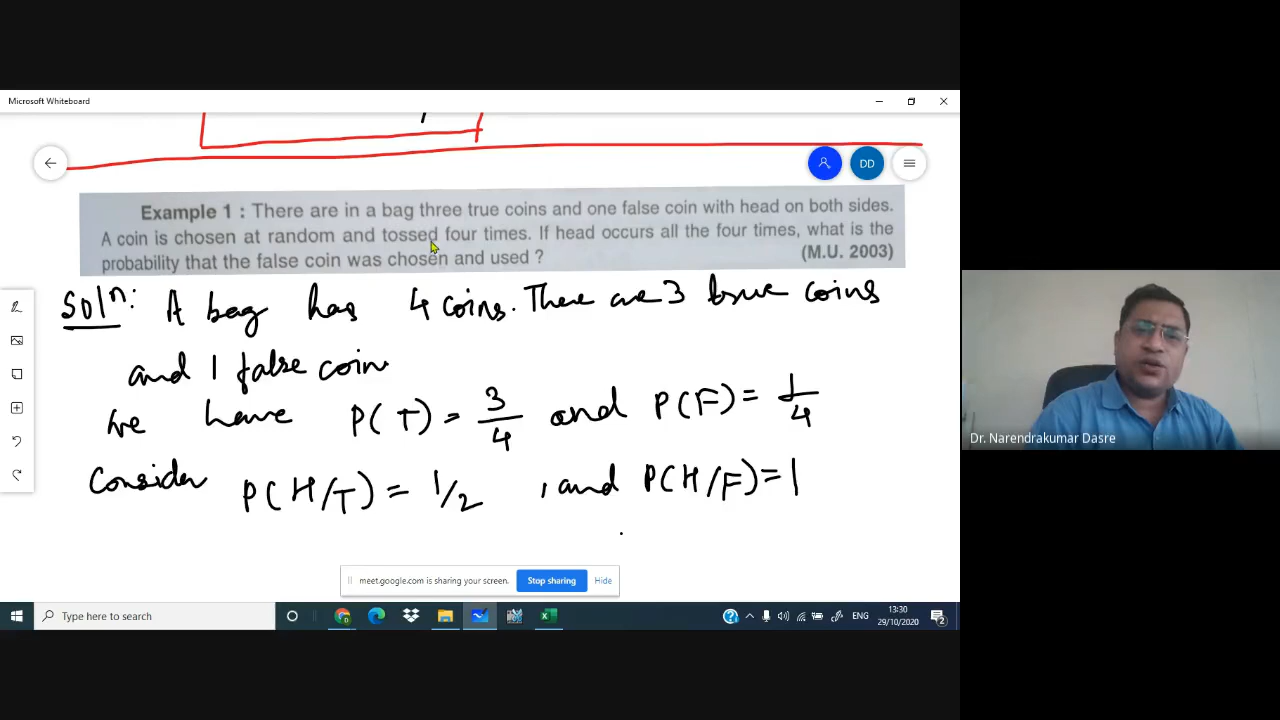 Microsoft Whiteboard
DD
Example 1 : There are in a bag three true coins and one false coin with head on both sides.
A coin is chosen at random and tossed four times. If head occurs all the four times, what is the
probability that the false coin was chosen and used ? (M.U. 2003)
Soln: A bag has 4 coins. There are 3 true coins
and 1 false coin
we have P(T) = 3/4 and P(F) = 1/4
Consider P(H/T) = 1/2 , and P(H/F) = 1
Dr. Narendrakumar Dasre
meet.google.com is sharing your screen. Stop sharing Hide
Type here to search
ENG
13:30
29/10/2020
2